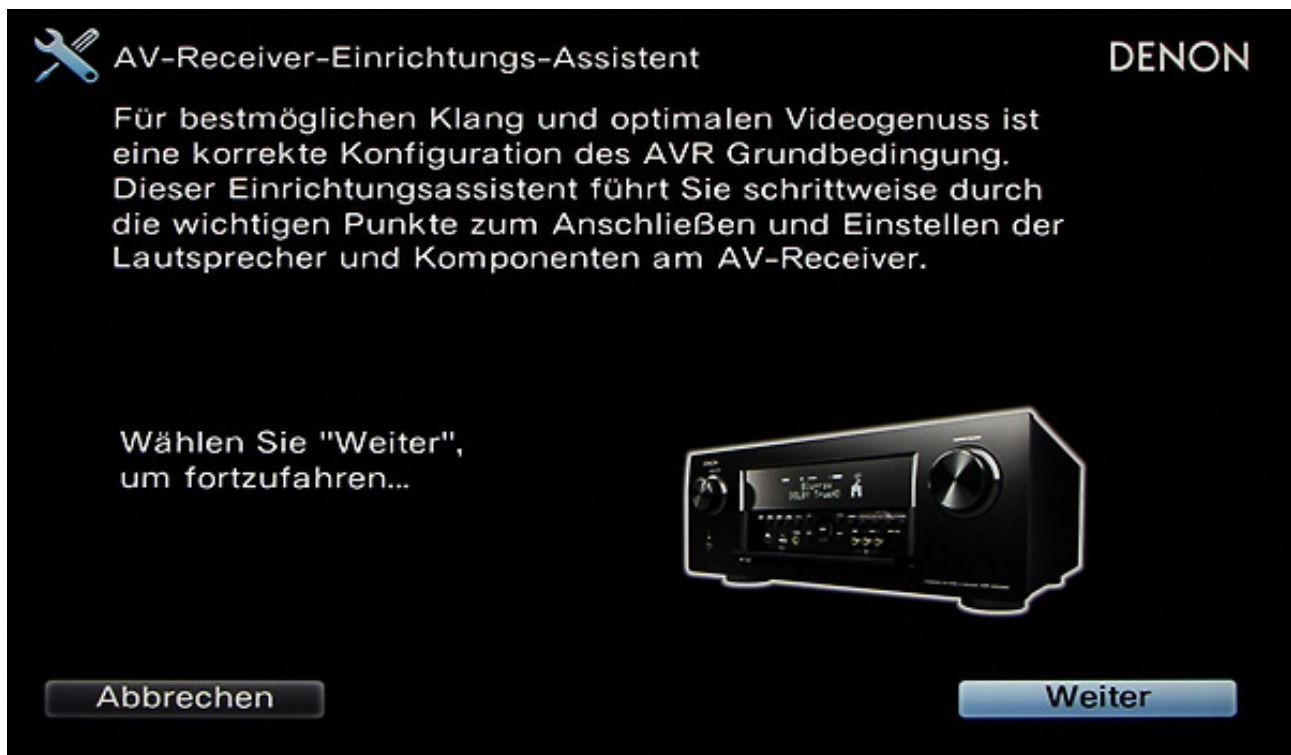 AV-Receiver-Einrichtungs-Assistent
DENON
Für bestmöglichen Klang und optimalen Videogenuss ist
eine korrekte Konfiguration des AVR Grundbedingung.
Dieser Einrichtungsassistent führt Sie schrittweise durch
die wichtigen Punkte zum Anschließen und Einstellen der
Lautsprecher und Komponenten am AV-Receiver.
Wählen Sie "Weiter",
um fortzufahren...
Abbrechen
Weiter